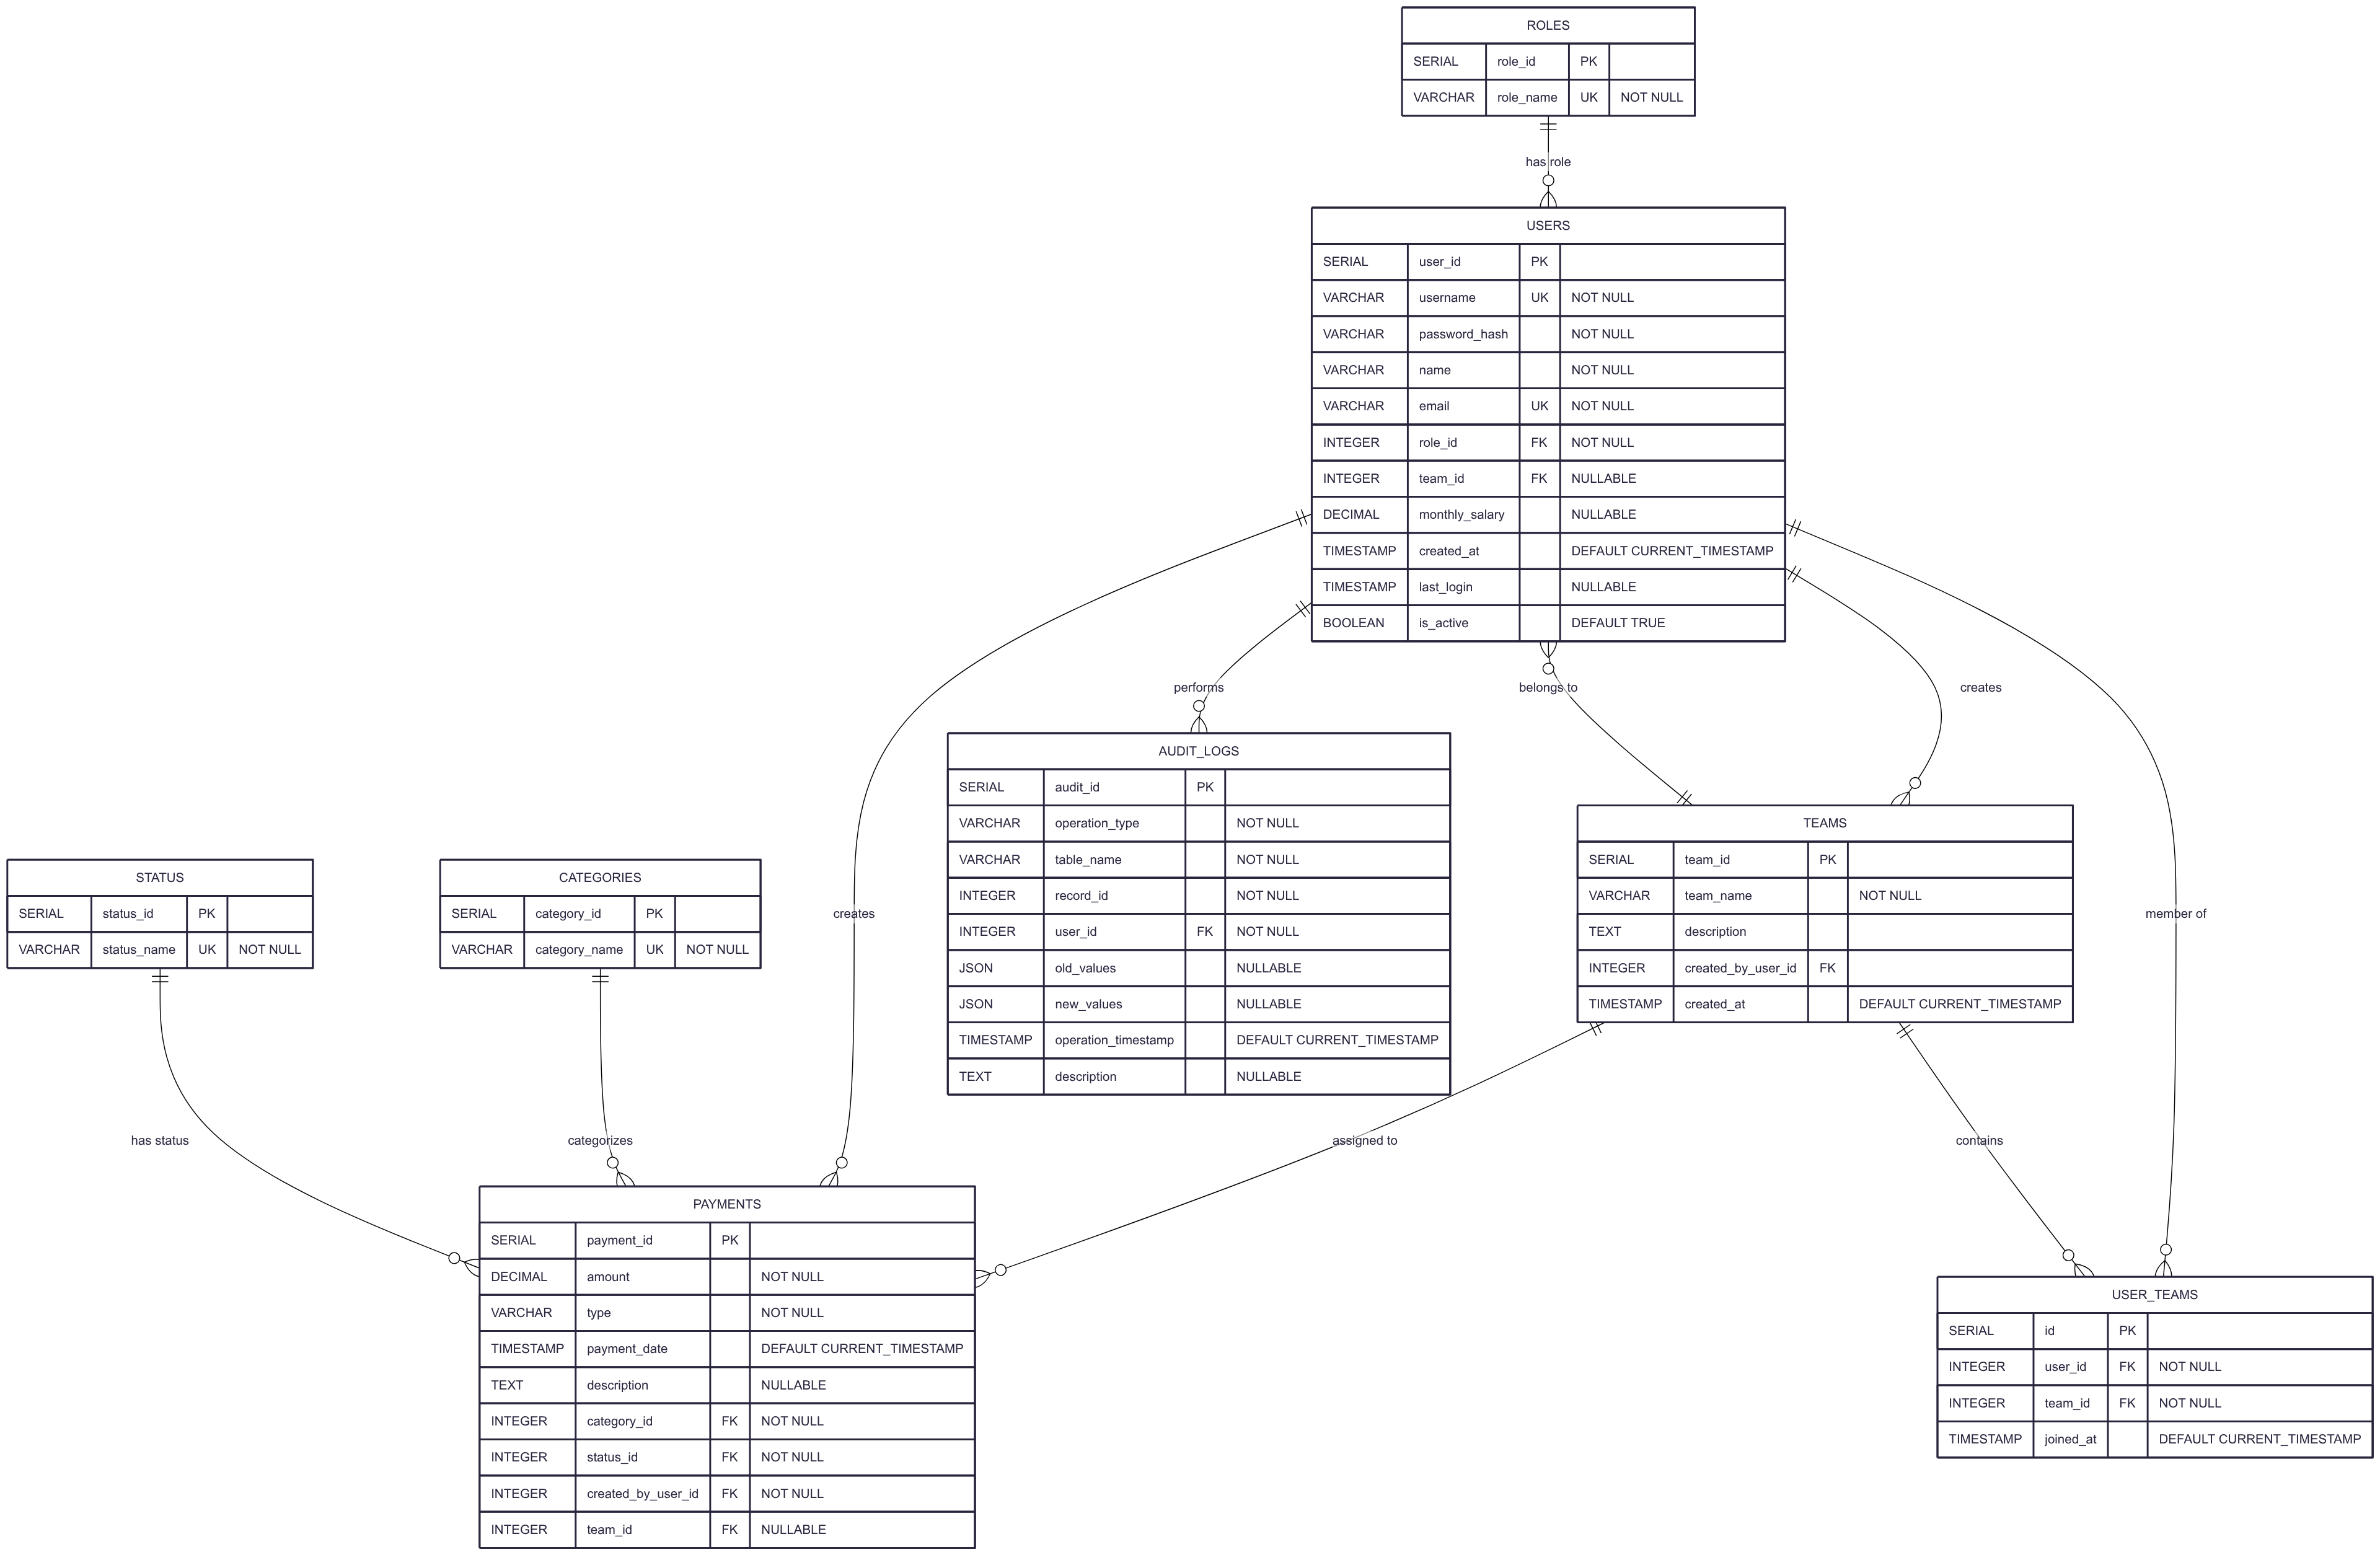 ROLES
SERIAL role_id PK
VARCHAR role_name UK NOT NULL
has role
USERS
SERIAL user_id PK
VARCHAR username UK NOT NULL
VARCHAR password_hash NOT NULL
VARCHAR name NOT NULL
VARCHAR email UK NOT NULL
INTEGER role_id FK NOT NULL
INTEGER team_id FK NULLABLE
DECIMAL monthly_salary NULLABLE
TIMESTAMP created_at DEFAULT CURRENT_TIMESTAMP
TIMESTAMP last_login NULLABLE
BOOLEAN is_active DEFAULT TRUE
performs
belongs to
creates
AUDIT_LOGS
SERIAL audit_id PK
VARCHAR operation_type NOT NULL
VARCHAR table_name NOT NULL
INTEGER record_id NOT NULL
INTEGER user_id FK NOT NULL
JSON old_values NULLABLE
JSON new_values NULLABLE
TIMESTAMP operation_timestamp DEFAULT CURRENT_TIMESTAMP
TEXT description NULLABLE
TEAMS
SERIAL team_id PK
VARCHAR team_name NOT NULL
TEXT description
INTEGER created_by_user_id FK
TIMESTAMP created_at DEFAULT CURRENT_TIMESTAMP
STATUS
SERIAL status_id PK
VARCHAR status_name UK NOT NULL
CATEGORIES
SERIAL category_id PK
VARCHAR category_name UK NOT NULL
creates
member of
has status
categorizes
assigned to
contains
PAYMENTS
SERIAL payment_id PK
DECIMAL amount NOT NULL
VARCHAR type NOT NULL
TIMESTAMP payment_date DEFAULT CURRENT_TIMESTAMP
TEXT description NULLABLE
INTEGER category_id FK NOT NULL
INTEGER status_id FK NOT NULL
INTEGER created_by_user_id FK NOT NULL
INTEGER team_id FK NULLABLE
USER_TEAMS
SERIAL id PK
INTEGER user_id FK NOT NULL
INTEGER team_id FK NOT NULL
TIMESTAMP joined_at DEFAULT CURRENT_TIMESTAMP